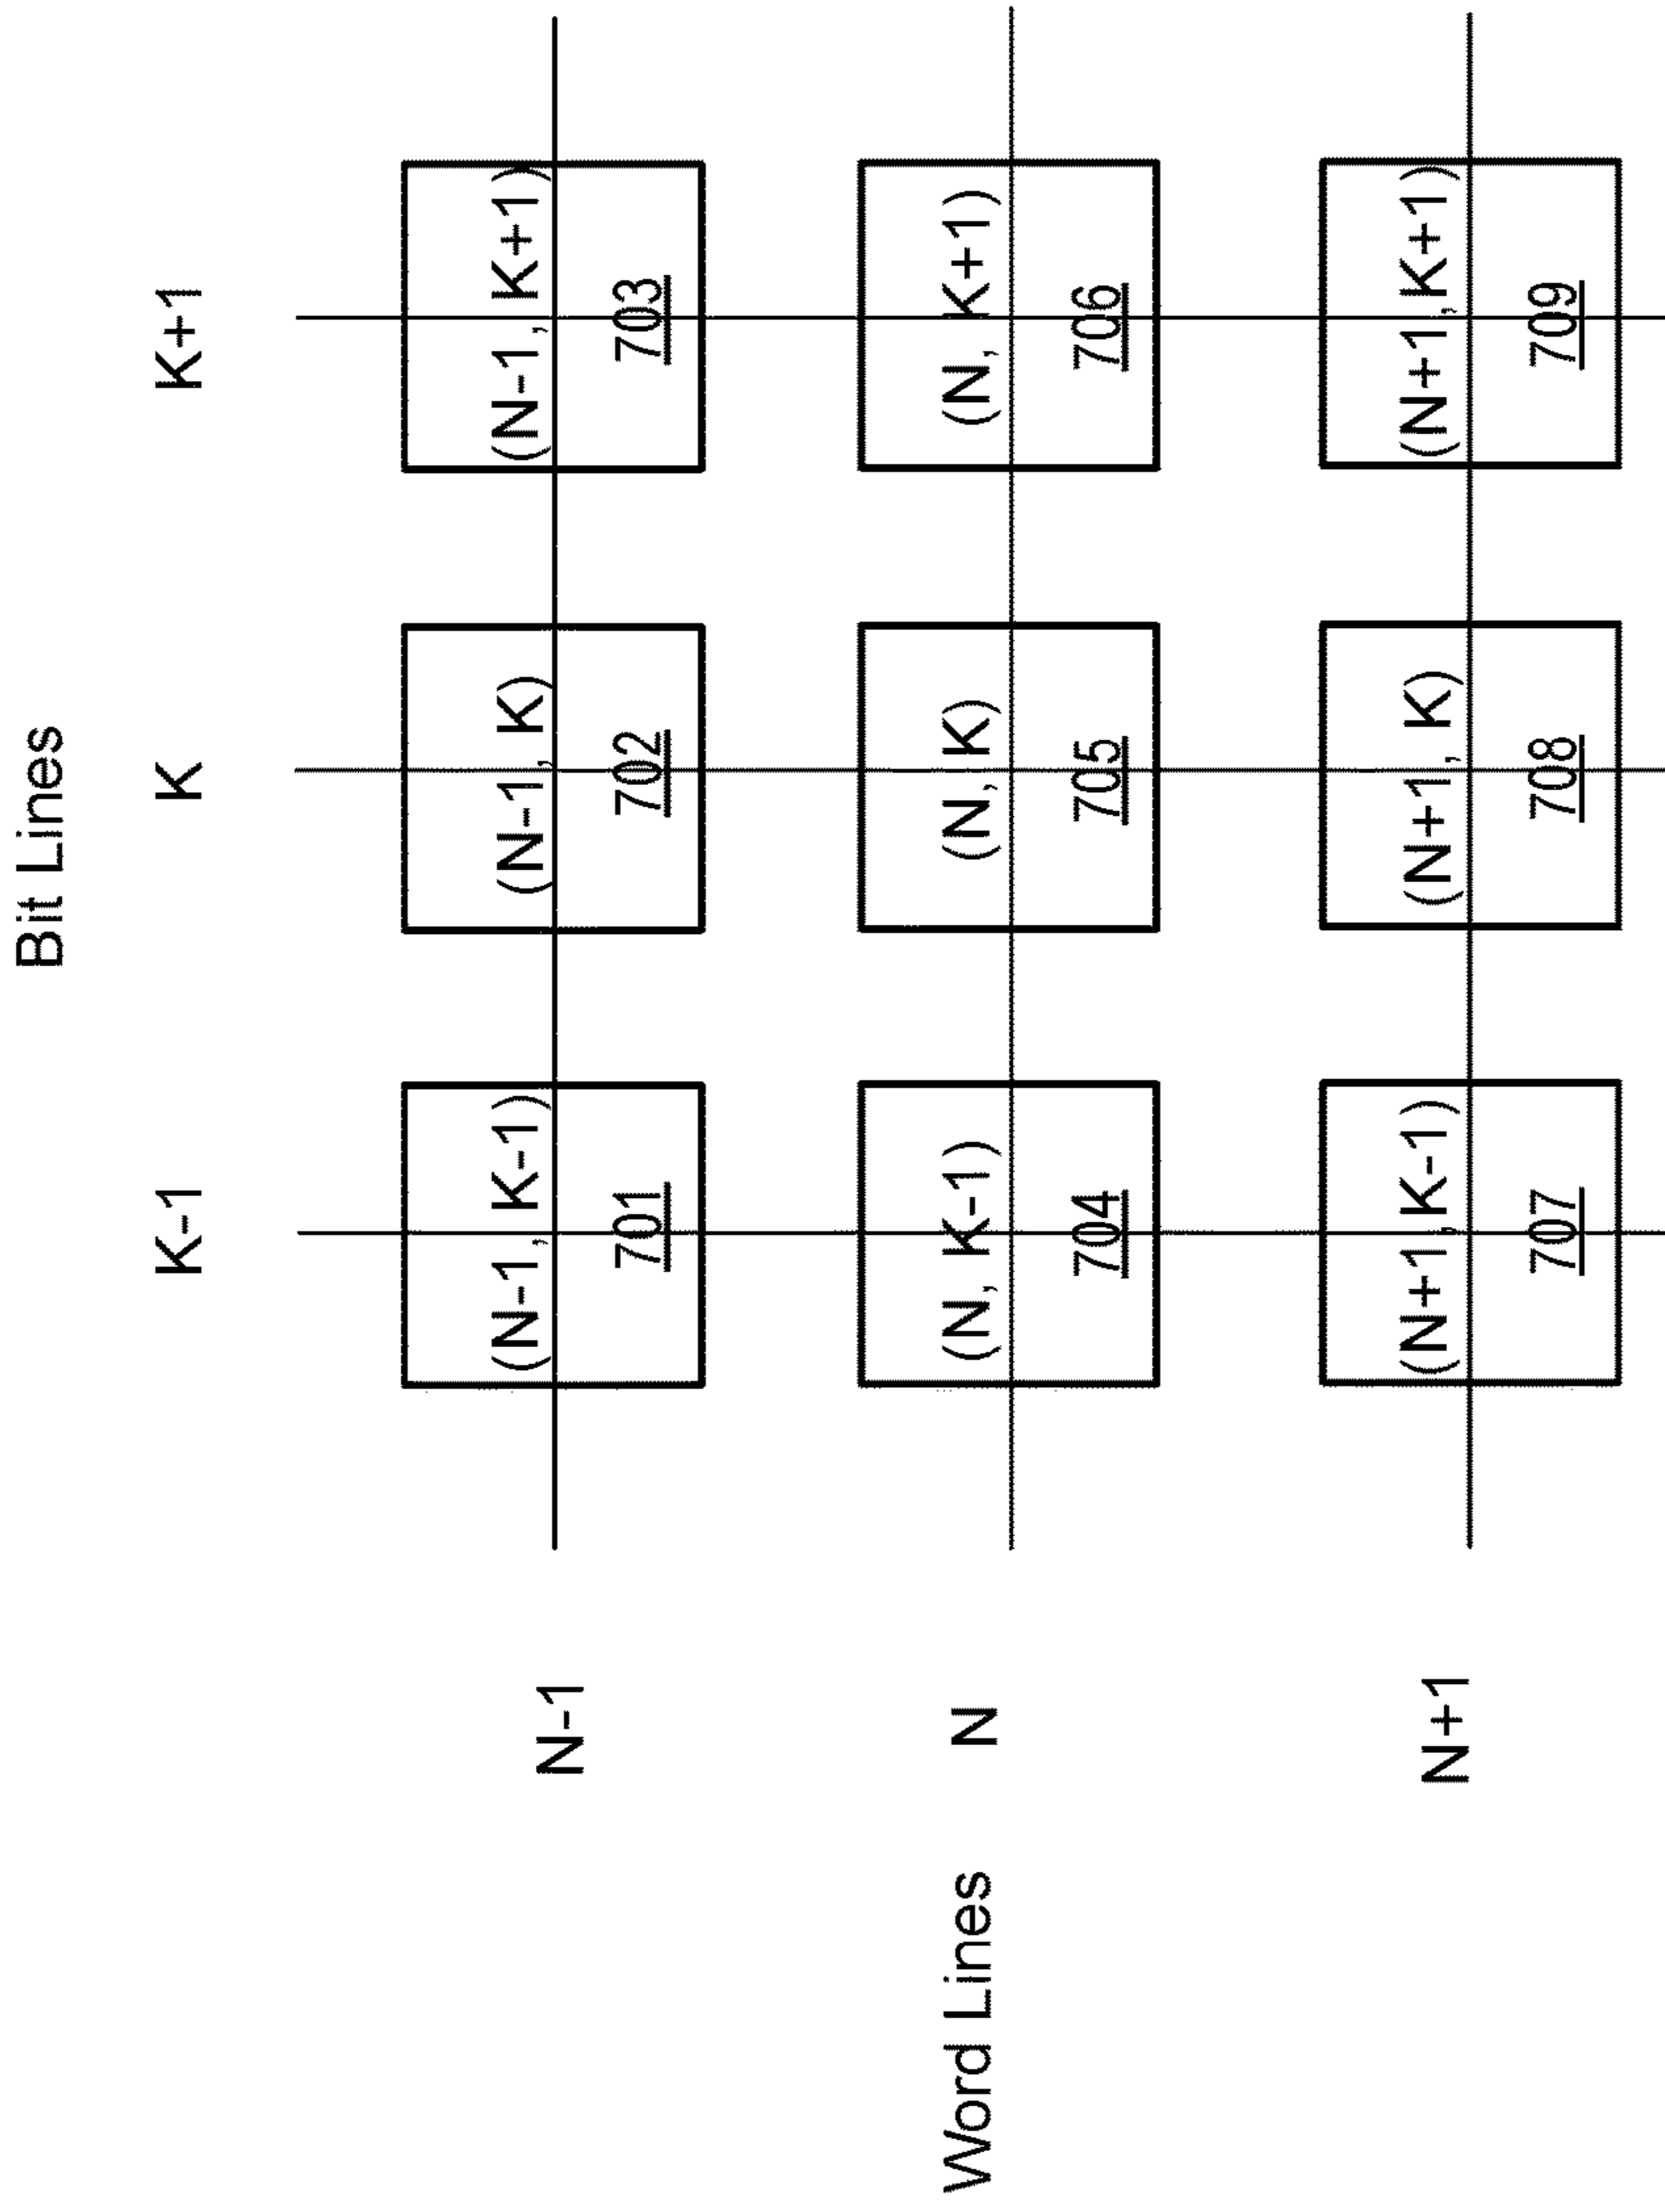 Bit Lines
K-1 K K+1
N-1
(N-1, K-1) (N-1, K) (N-1, K+1)
701 702 703
Word Lines N
(N, K-1) (N, K) (N, K+1)
704 705 706
N+1
(N+1,K-1) (N+1, K) (N+1,K+1)
707 708 709